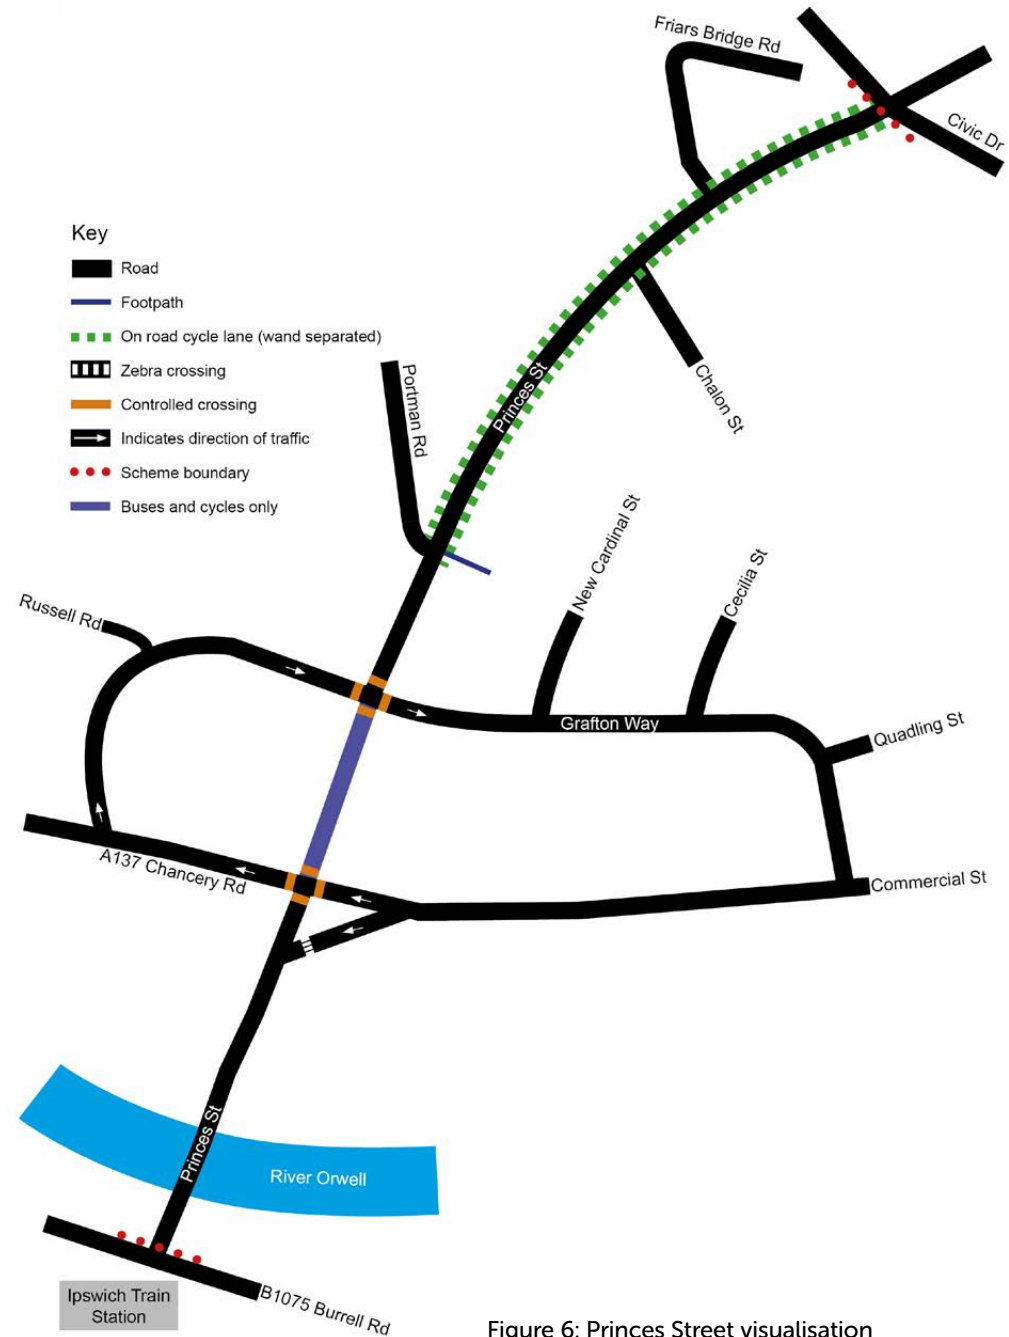 Friars Bridge Rd
Civic Dr
Key
Road
Footpath
On road cycle lane (wand separated)
Zebra crossing
Controlled crossing
Indicates direction of traffic
Scheme boundary
Buses and cycles only
Portman Rd
Princes St
Chalon St
New Cardinal St
Cecilia St
Russell Rd
Grafton Way
Quadling St
A137 Chancery Rd
Commercial St
Princes St
River Orwell
Ipswich Train
Station
B1075 Burrell Rd
Figure 6: Princes Street visualisation